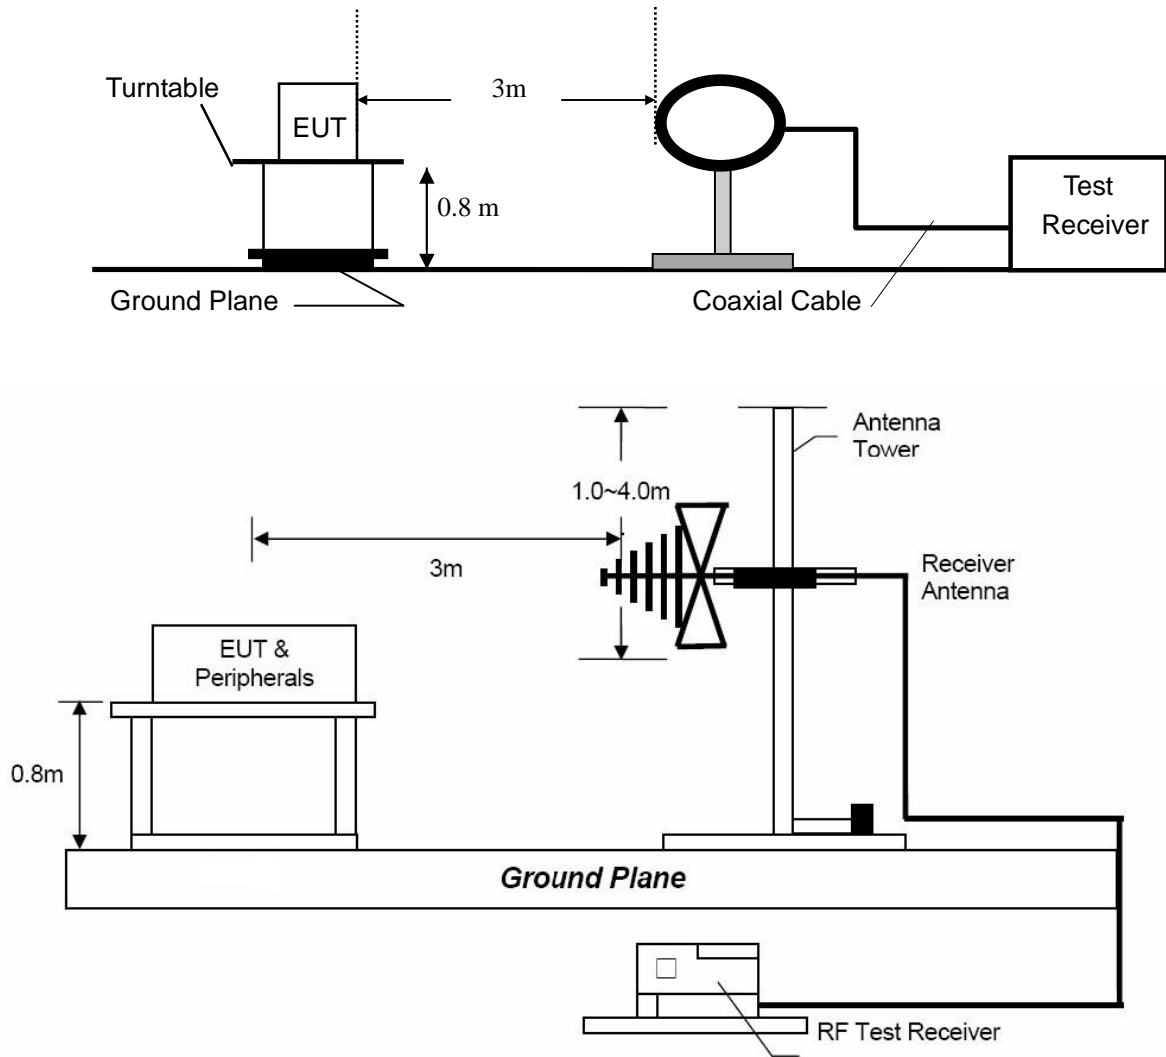 Turntable
3m
EUT
0.8 m
Test
Receiver
Ground Plane
Coaxial Cable
Antenna
Tower
1.0~4.0m
3m
Receiver
Antenna
EUT &
Peripherals
0.8m
Ground Plane
RF Test Receiver